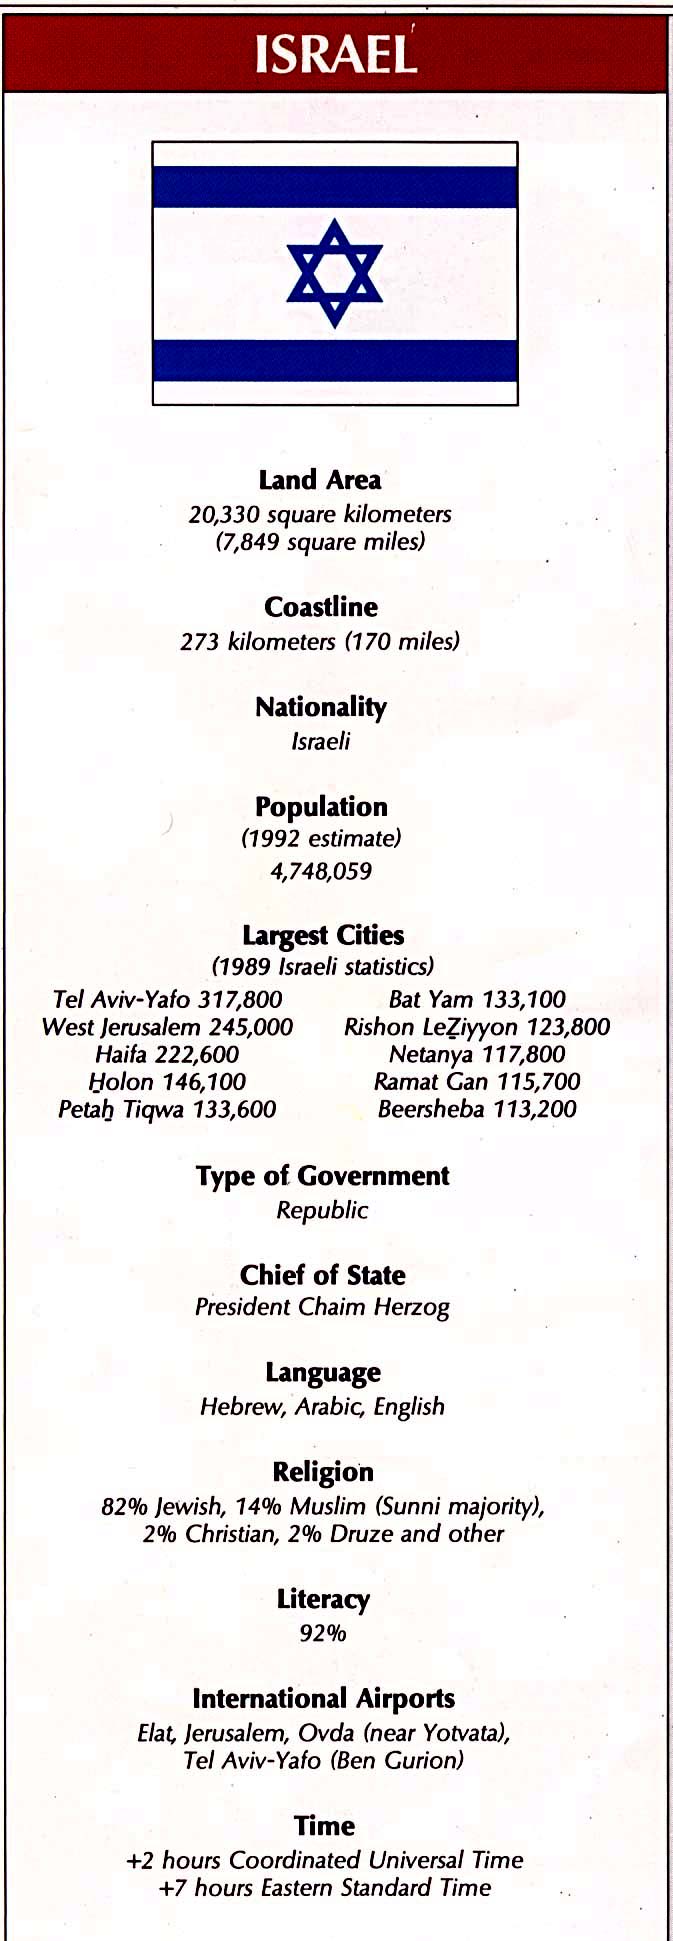 ISRAEL
Land Area
20,330 square kilometers
(7,849 square miles)
Coastline
273 kilometers (170 miles)
Nationality
Israeli
Population
(1992 estimate)
4,748,059
Largest Cities
(1989 Israeli statistics)
Tel Aviv-Yafo 317,800
West Jerusalem 245,000
Haifa 222,600
H̱olon 146,100
Petaẖ Tiqwa 133,600
Bat Yam 133,100
Rishon LeẔiyyon 123,800
Netanya 117,800
Ramat Gan 115,700
Beersheba 113,200
Type of Government
Republic
Chief of State
President Chaim Herzog
Language
Hebrew, Arabic, English
Religion
82% Jewish, 14% Muslim (Sunni majority),
2% Christian, 2% Druze and other
Literacy
92%
International Airports
Elat, Jerusalem, Ovda (near Yotvata),
Tel Aviv-Yafo (Ben Gurion)
Time
+2 hours Coordinated Universal Time
+7 hours Eastern Standard Time